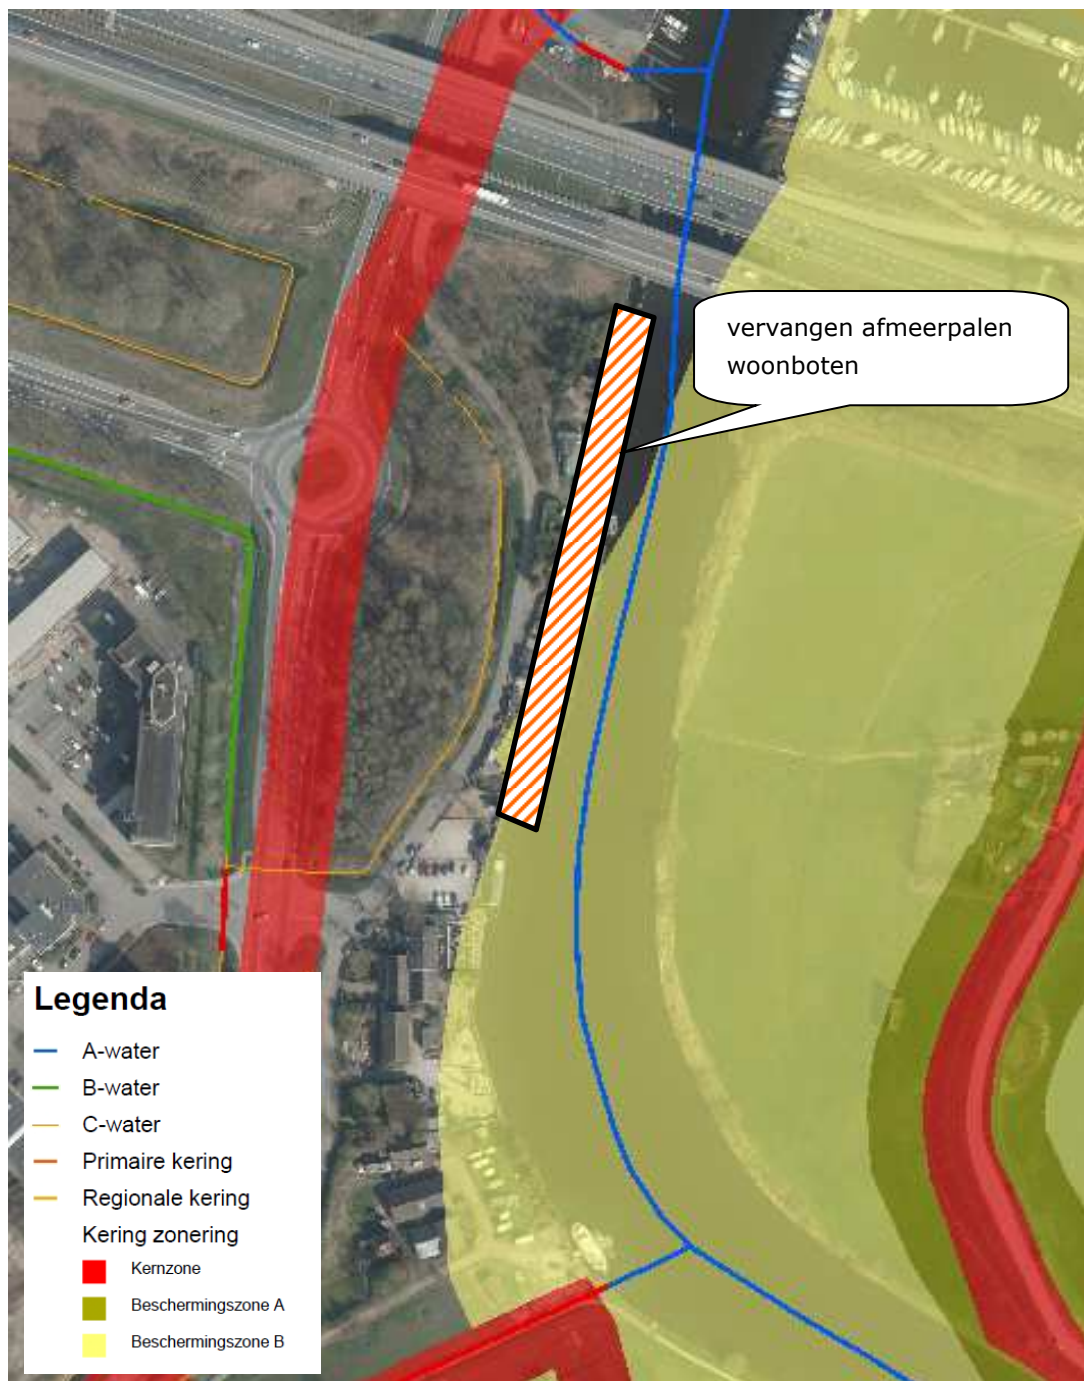 vervangen afmeerpalen
woonboten
Legenda
A-water
B-water
C-water
Primaire kering
Regionale kering
Kering zonering
Kernzone
Beschermingszone A
Beschermingszone B